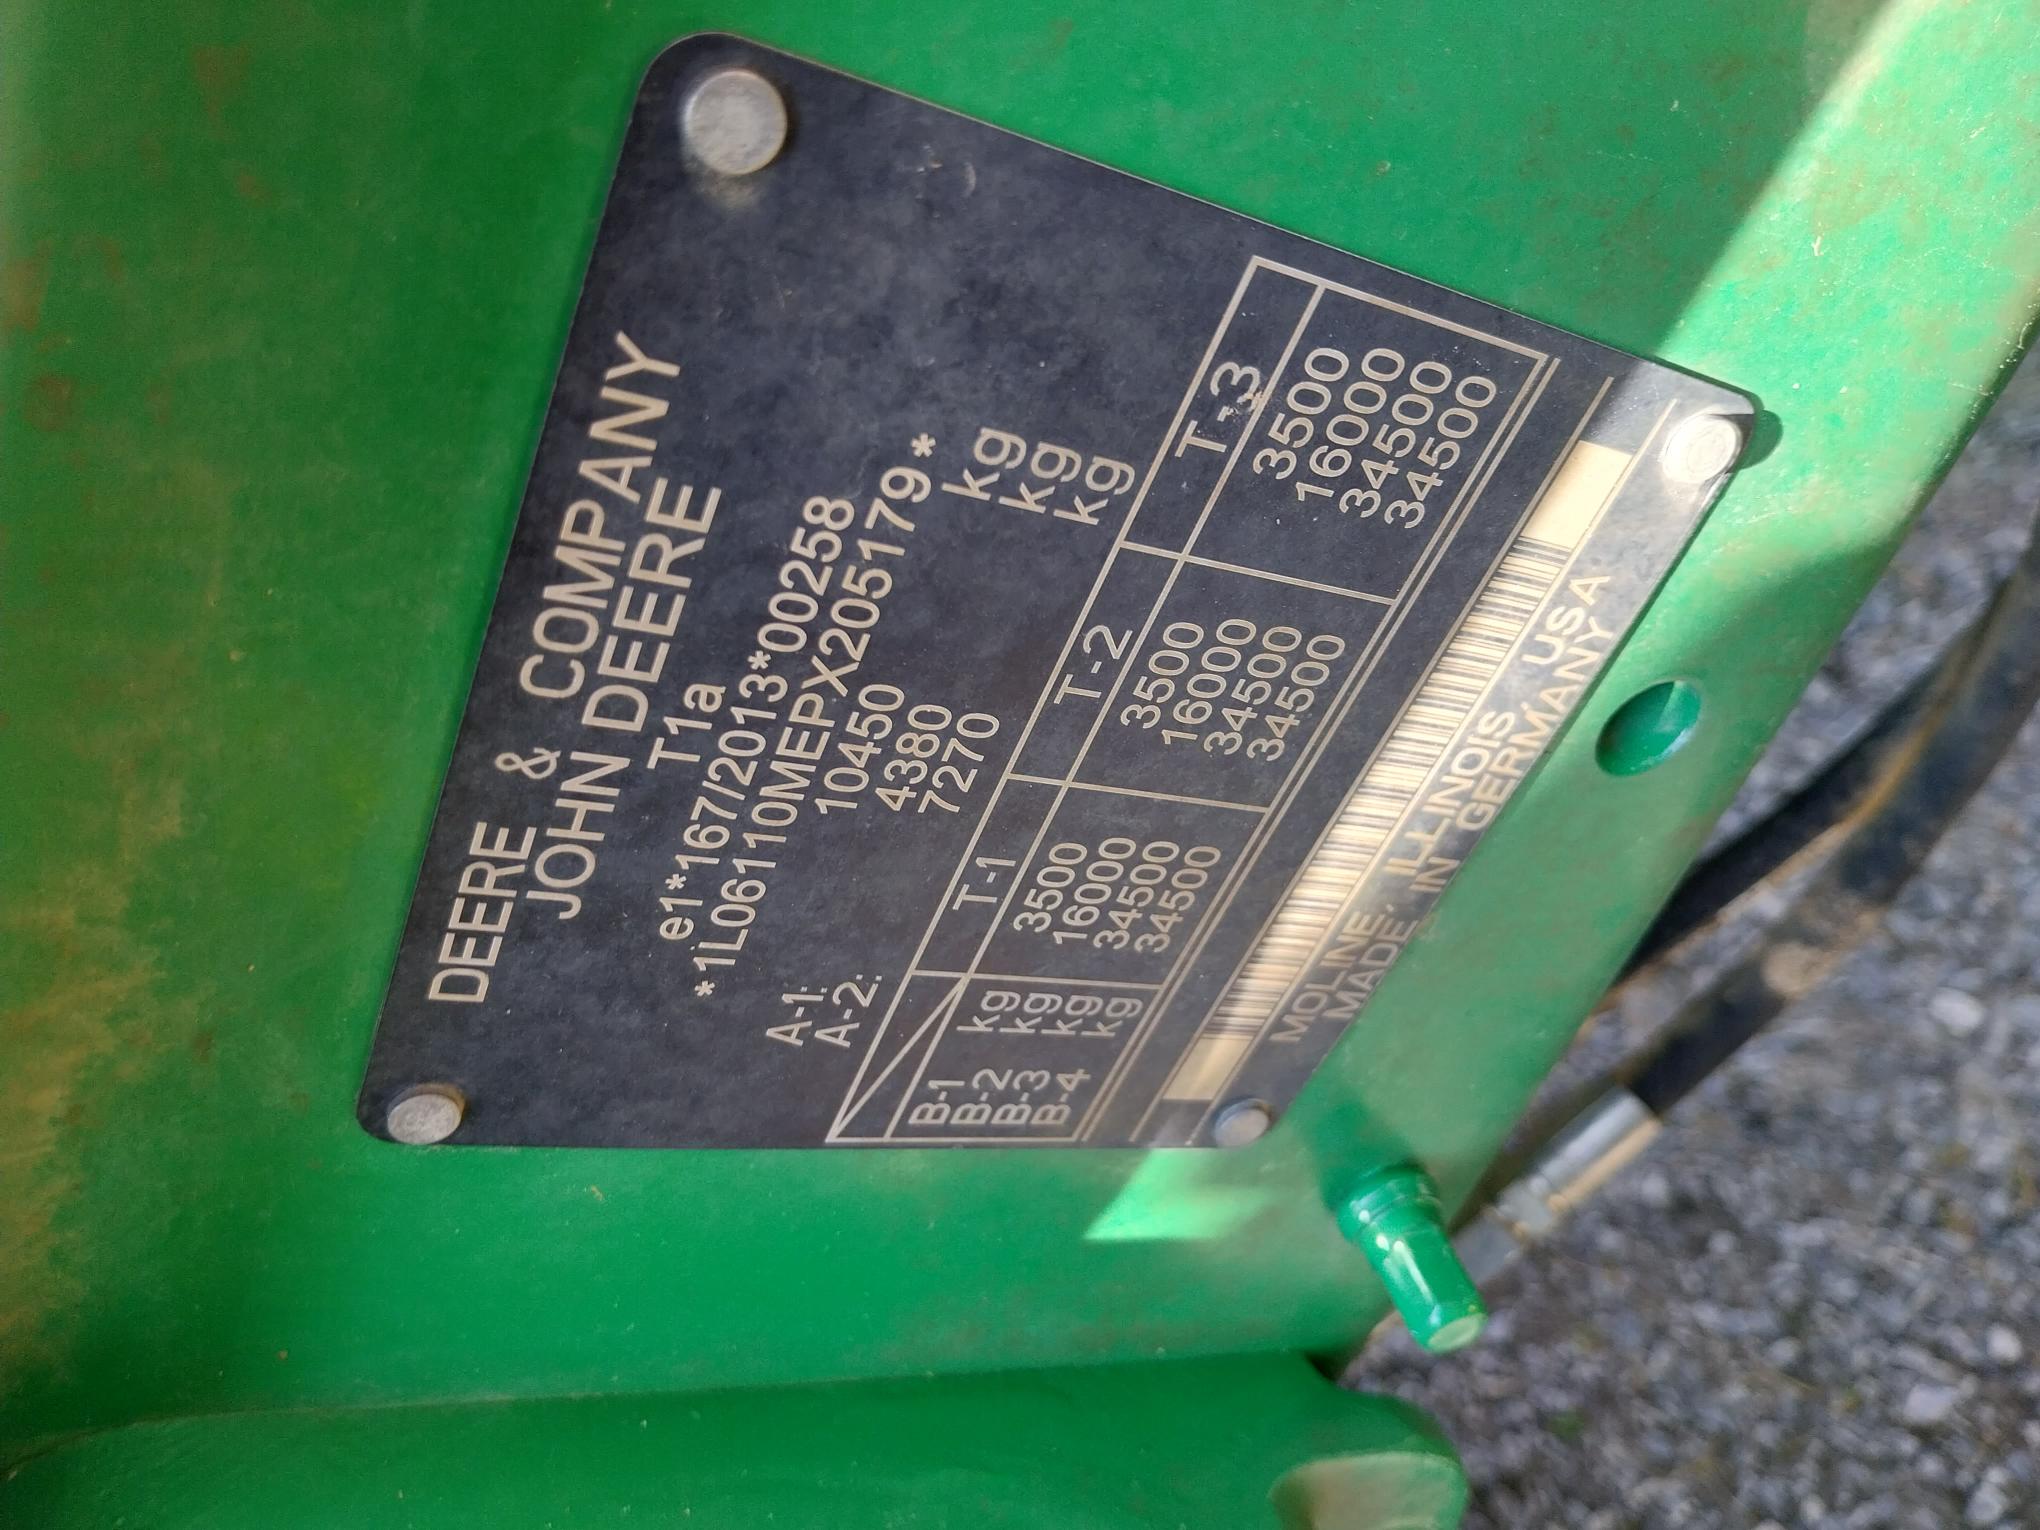 DEERE & COMPANY
JOHN DEERE
T1a
e1*167/2013*00258
*1L06110MEPX205179*
10450 kg
A-1: 4380 kg
A-2: 7270 kg
T-1 T-2 T-3
B-1 kg 3500 3500 3500
B-2 kg 16000 16000 16000
B-3 kg 34500 34500 34500
B-4 kg 34500 34500 34500
MOLINE, ILLINOIS USA
MADE IN GERMANY